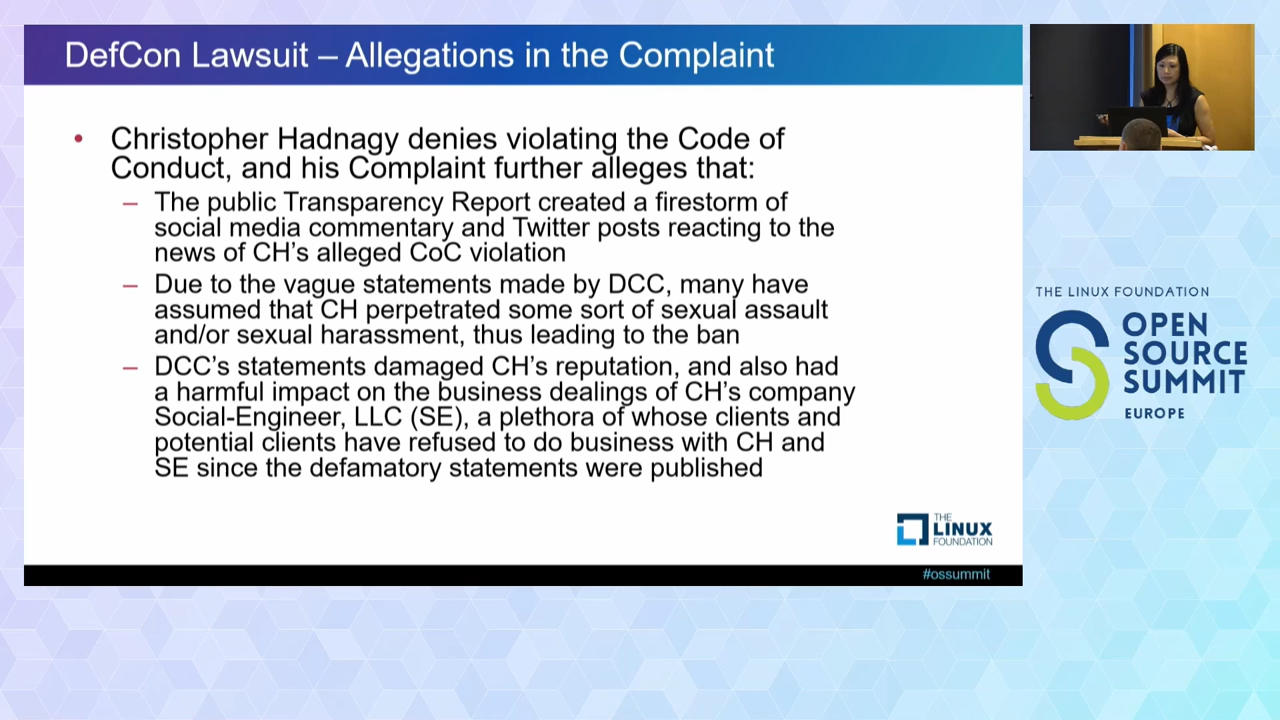 DefCon Lawsuit – Allegations in the Complaint
• Christopher Hadnagy denies violating the Code of
Conduct, and his Complaint further alleges that:
– The public Transparency Report created a firestorm of
social media commentary and Twitter posts reacting to the
news of CH’s alleged CoC violation
– Due to the vague statements made by DCC, many have
assumed that CH perpetrated some sort of sexual assault
and/or sexual harassment, thus leading to the ban
– DCC’s statements damaged CH’s reputation, and also had
a harmful impact on the business dealings of CH’s company
Social-Engineer, LLC (SE), a plethora of whose clients and
potential clients have refused to do business with CH and
SE since the defamatory statements were published
THE
LINUX
FOUNDATION
#ossummit
THE LINUX FOUNDATION
OPEN
SOURCE
SUMMIT
EUROPE